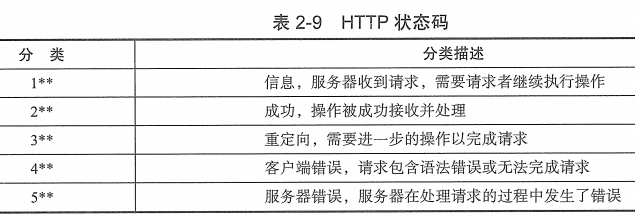 表 2-9 HTTP 状态码
分 类 分类描述
1** 信息，服务器收到请求，需要请求者继续执行操作
2** 成功，操作被成功接收并处理
3** 重定向，需要进一步的操作以完成请求
4** 客户端错误，请求包含语法错误或无法完成请求
5** 服务器错误，服务器在处理请求的过程中发生了错误